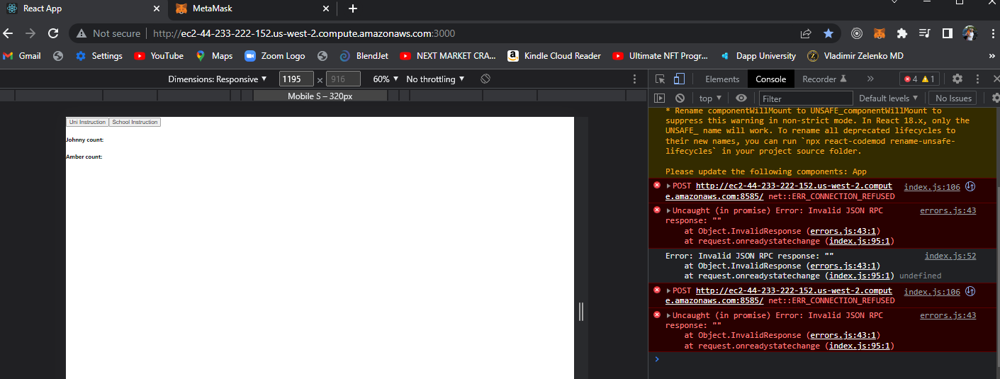 React App
MetaMask
Not secure | http://ec2-44-233-222-152.us-west-2.compute.amazonaws.com:3000
Gmail Settings YouTube Maps Zoom Logo BlendJet NEXT MARKET CRA... Kindle Cloud Reader Ultimate NFT Progr... Dapp University Vladimir Zelenko MD »
Dimensions: Responsive 1195 × 916 60% No throttling
Elements Console Recorder » 4 1
Mobile S – 320px
top Filter Default levels No Issues
Uni Instruction School Instruction
Johnny count:
Amber count:
* Rename componentWillMount to UNSAFE_componentWillMount to
suppress this warning in non-strict mode. In React 18.x, only the
UNSAFE_ name will work. To rename all deprecated lifecycles to
their new names, you can run `npx react-codemod rename-unsafe-
lifecycles` in your project source folder.
Please update the following components: App
POST http://ec2-44-233-222-152.us-west-2.comput index.js:106
e.amazonaws.com:8585/ net::ERR_CONNECTION_REFUSED
Uncaught (in promise) Error: Invalid JSON RPC errors.js:43
response: ""
at Object.InvalidResponse (errors.js:43:1)
at request.onreadystatechange (index.js:95:1)
Error: Invalid JSON RPC response: "" index.js:52
at Object.InvalidResponse (errors.js:43:1)
at request.onreadystatechange (index.js:95:1) undefined
POST http://ec2-44-233-222-152.us-west-2.comput index.js:106
e.amazonaws.com:8585/ net::ERR_CONNECTION_REFUSED
Uncaught (in promise) Error: Invalid JSON RPC errors.js:43
response: ""
at Object.InvalidResponse (errors.js:43:1)
at request.onreadystatechange (index.js:95:1)